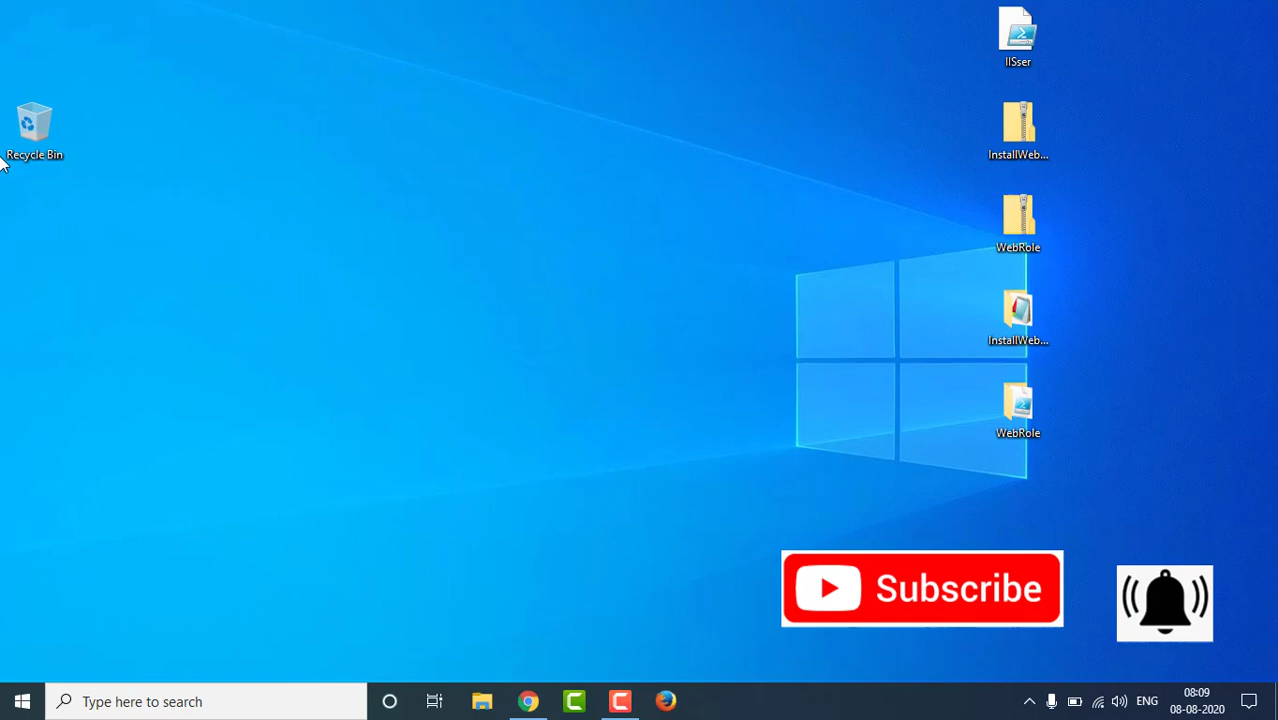 IISser
Recycle Bin
InstallWeb...
WebRole
InstallWeb...
WebRole
Subscribe
Type here to search
ENG
08:09
08-08-2020